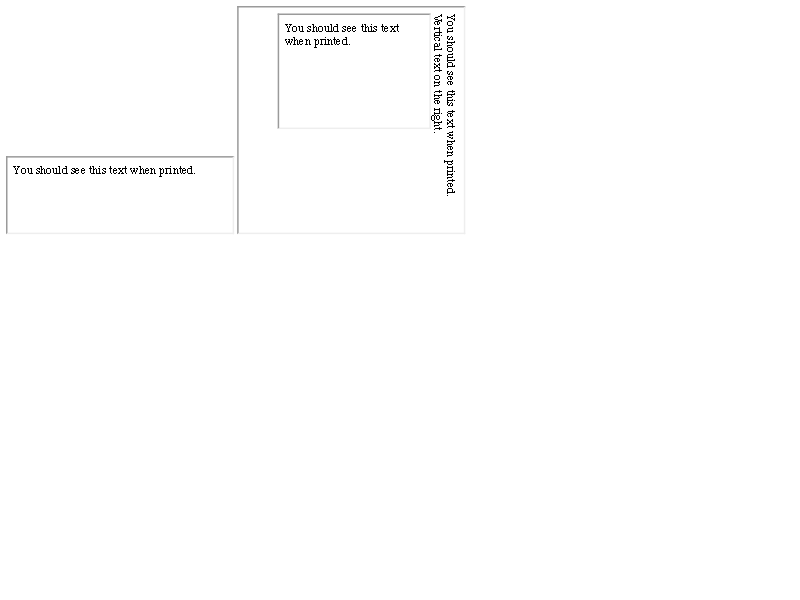 You should see this text when printed.
You should see this text
when printed.
You should see this text when printed.
Vertical text on the right.